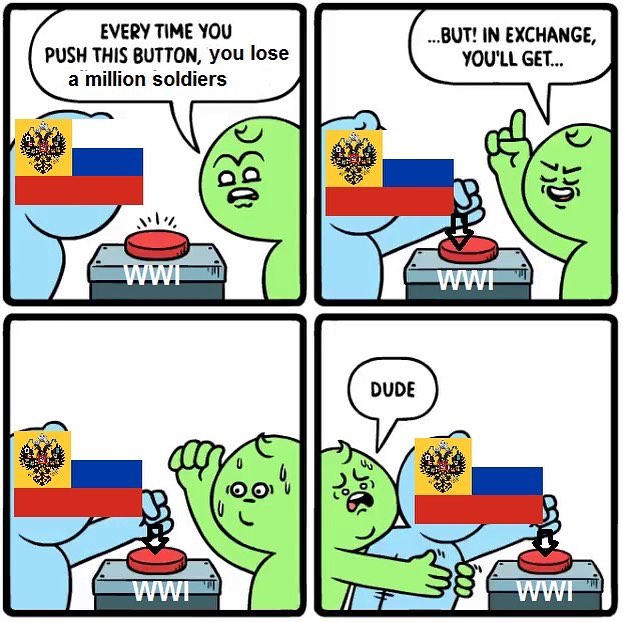 EVERY TIME YOU
PUSH THIS BUTTON, you lose
a million soldiers
WWI
...BUT! IN EXCHANGE,
YOU'LL GET...
WWI
WWI
DUDE
WWI